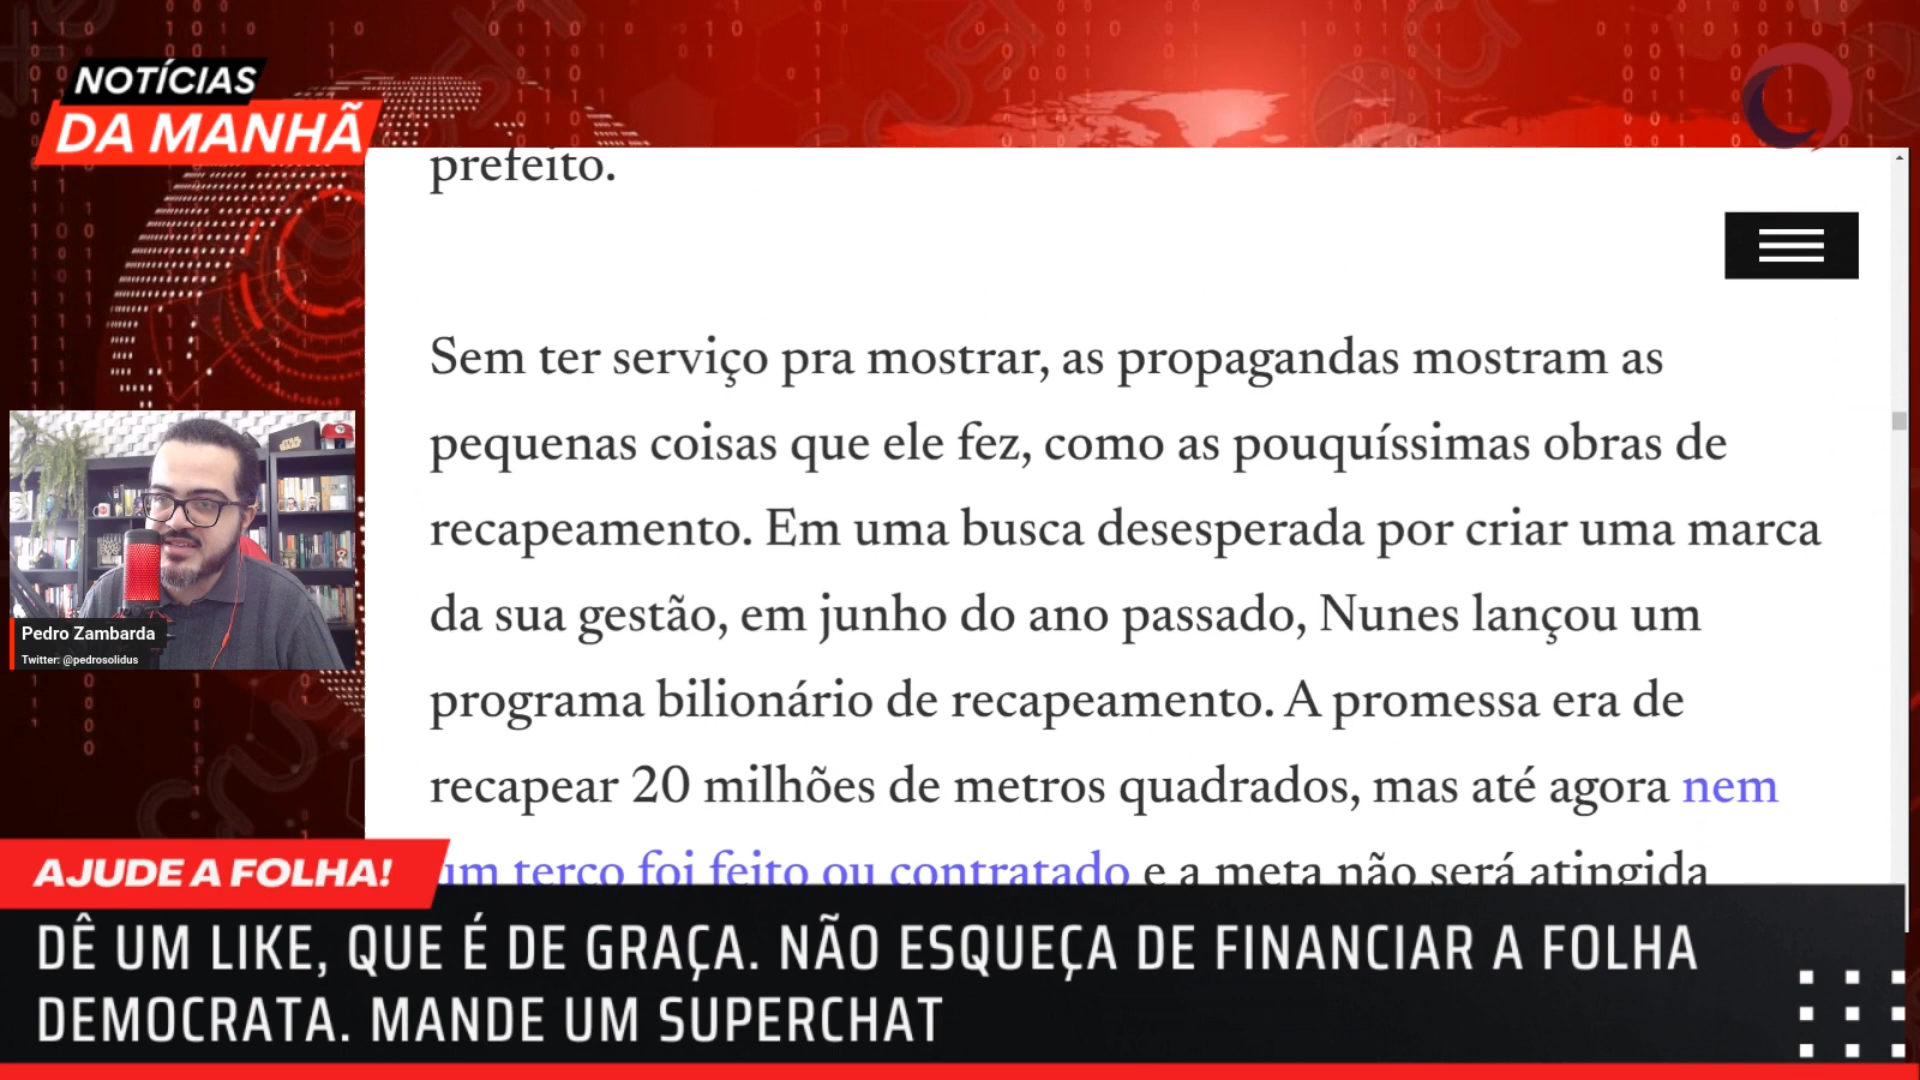 NOTÍCIAS
DA MANHÃ
prefeito.
Sem ter serviço pra mostrar, as propagandas mostram as
pequenas coisas que ele fez, como as pouquíssimas obras de
recapeamento. Em uma busca desesperada por criar uma marca
da sua gestão, em junho do ano passado, Nunes lançou um
programa bilionário de recapeamento. A promessa era de
recapear 20 milhões de metros quadrados, mas até agora nem
um terço foi feito ou contratado e a meta não será atingida
Pedro Zambarda
Twitter: @pedrosolidus
AJUDE A FOLHA!
DÊ UM LIKE, QUE É DE GRAÇA. NÃO ESQUEÇA DE FINANCIAR A FOLHA
DEMOCRATA. MANDE UM SUPERCHAT